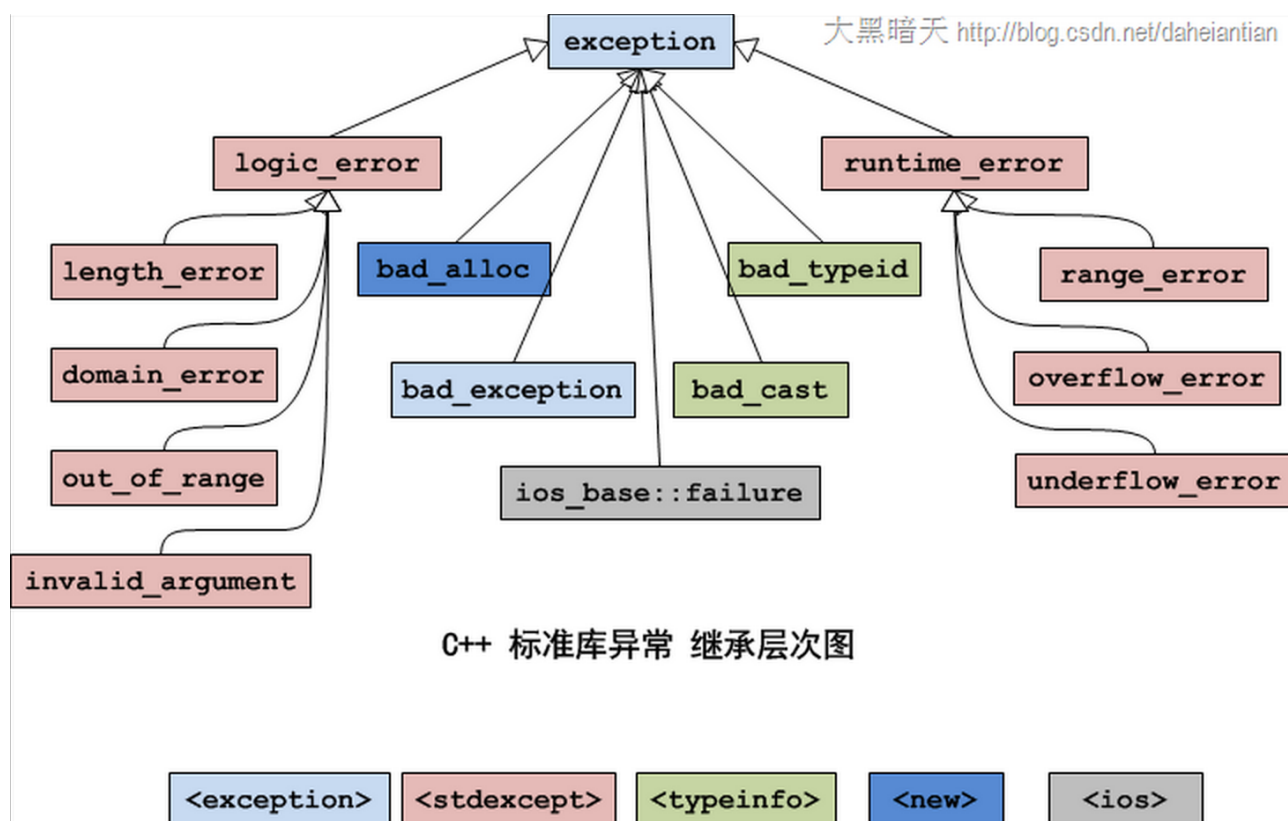 大黑暗天 http://blog.csdn.net/daheiantian
exception
logic_error
runtime_error
length_error
bad_alloc
bad_typeid
range_error
domain_error
bad_exception
bad_cast
overflow_error
out_of_range
ios_base::failure
underflow_error
invalid_argument
C++ 标准库异常 继承层次图
<exception>
<stdexcept>
<typeinfo>
<new>
<ios>